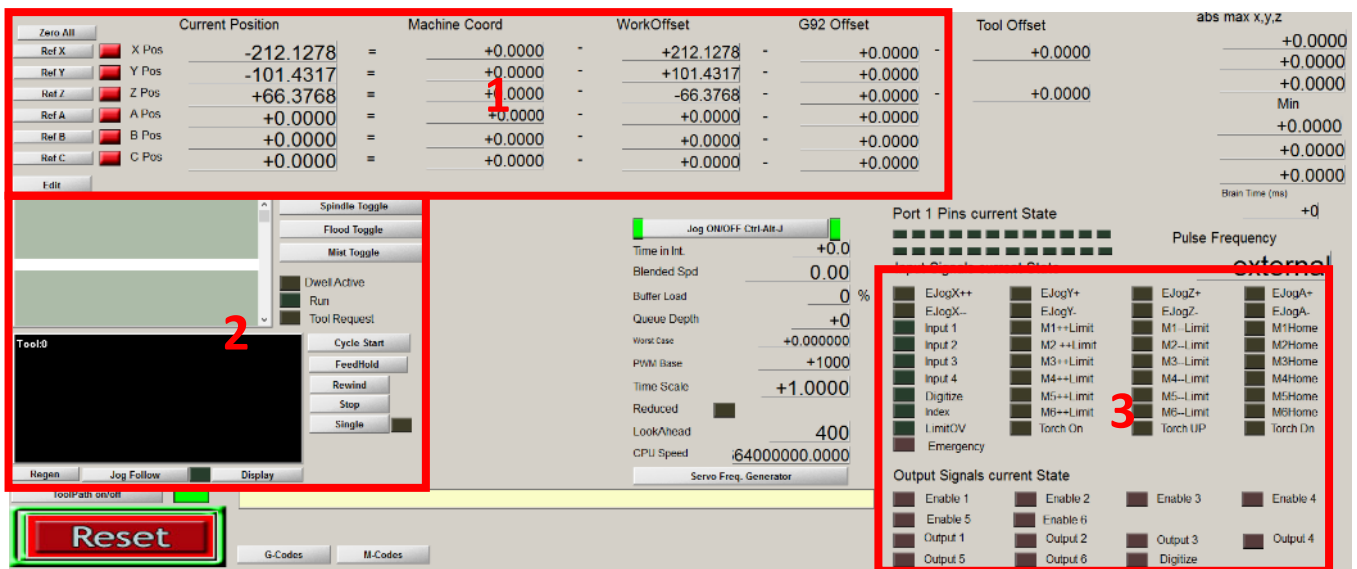 Current Position Machine Coord WorkOffset G92 Offset Tool Offset abs max x,y,z
Zero All
Ref X X Pos -212.1278 = +0.0000 - +212.1278 - +0.0000 - +0.0000 +0.0000
Ref Y Y Pos -101.4317 = +0.0000 - +101.4317 - +0.0000 +0.0000
Ref Z Z Pos +66.3768 = +0.0000 - -66.3768 - +0.0000 - +0.0000 +0.0000
1
Min
Ref A A Pos +0.0000 = +0.0000 - +0.0000 - +0.0000 +0.0000
Ref B B Pos +0.0000 = +0.0000 - +0.0000 - +0.0000 +0.0000
Ref C C Pos +0.0000 = +0.0000 - +0.0000 - +0.0000 +0.0000
Edit
Brain Time (ms)
+0
Spindle Toggle
Flood Toggle
Mist Toggle
Dwell Active
Run
Tool Request
2
Tool:0
Cycle Start
FeedHold
Rewind
Stop
Single
Regen Jog Follow Display
ToolPath on/off
Reset
G-Codes M-Codes
Jog ON/OFF Ctrl-Alt-J
Time in Int. +0.0
Blended Spd 0.00
Buffer Load 0 %
Queue Depth +0
Worst Case +0.000000
PWM Base +1000
Time Scale +1.0000
Reduced
LookAhead 400
CPU Speed 64000000.0000
Servo Freq. Generator
Port 1 Pins current State
Pulse Frequency
external
Input Signals current State
EJogX++ EJogY+ EJogZ+ EJogA+
EJogX-- EJogY- EJogZ- EJogA-
Input 1 M1++Limit M1--Limit M1Home
Input 2 M2 ++Limit M2--Limit M2Home
Input 3 M3++Limit M3--Limit M3Home
Input 4 M4++Limit M4--Limit M4Home
Digitize M5++Limit M5--Limit M5Home
Index M6++Limit M6--Limit M6Home
3
LimitOV Torch On Torch UP Torch Dn
Emergency
Output Signals current State
Enable 1 Enable 2 Enable 3 Enable 4
Enable 5 Enable 6
Output 1 Output 2 Output 3 Output 4
Output 5 Output 6 Digitize